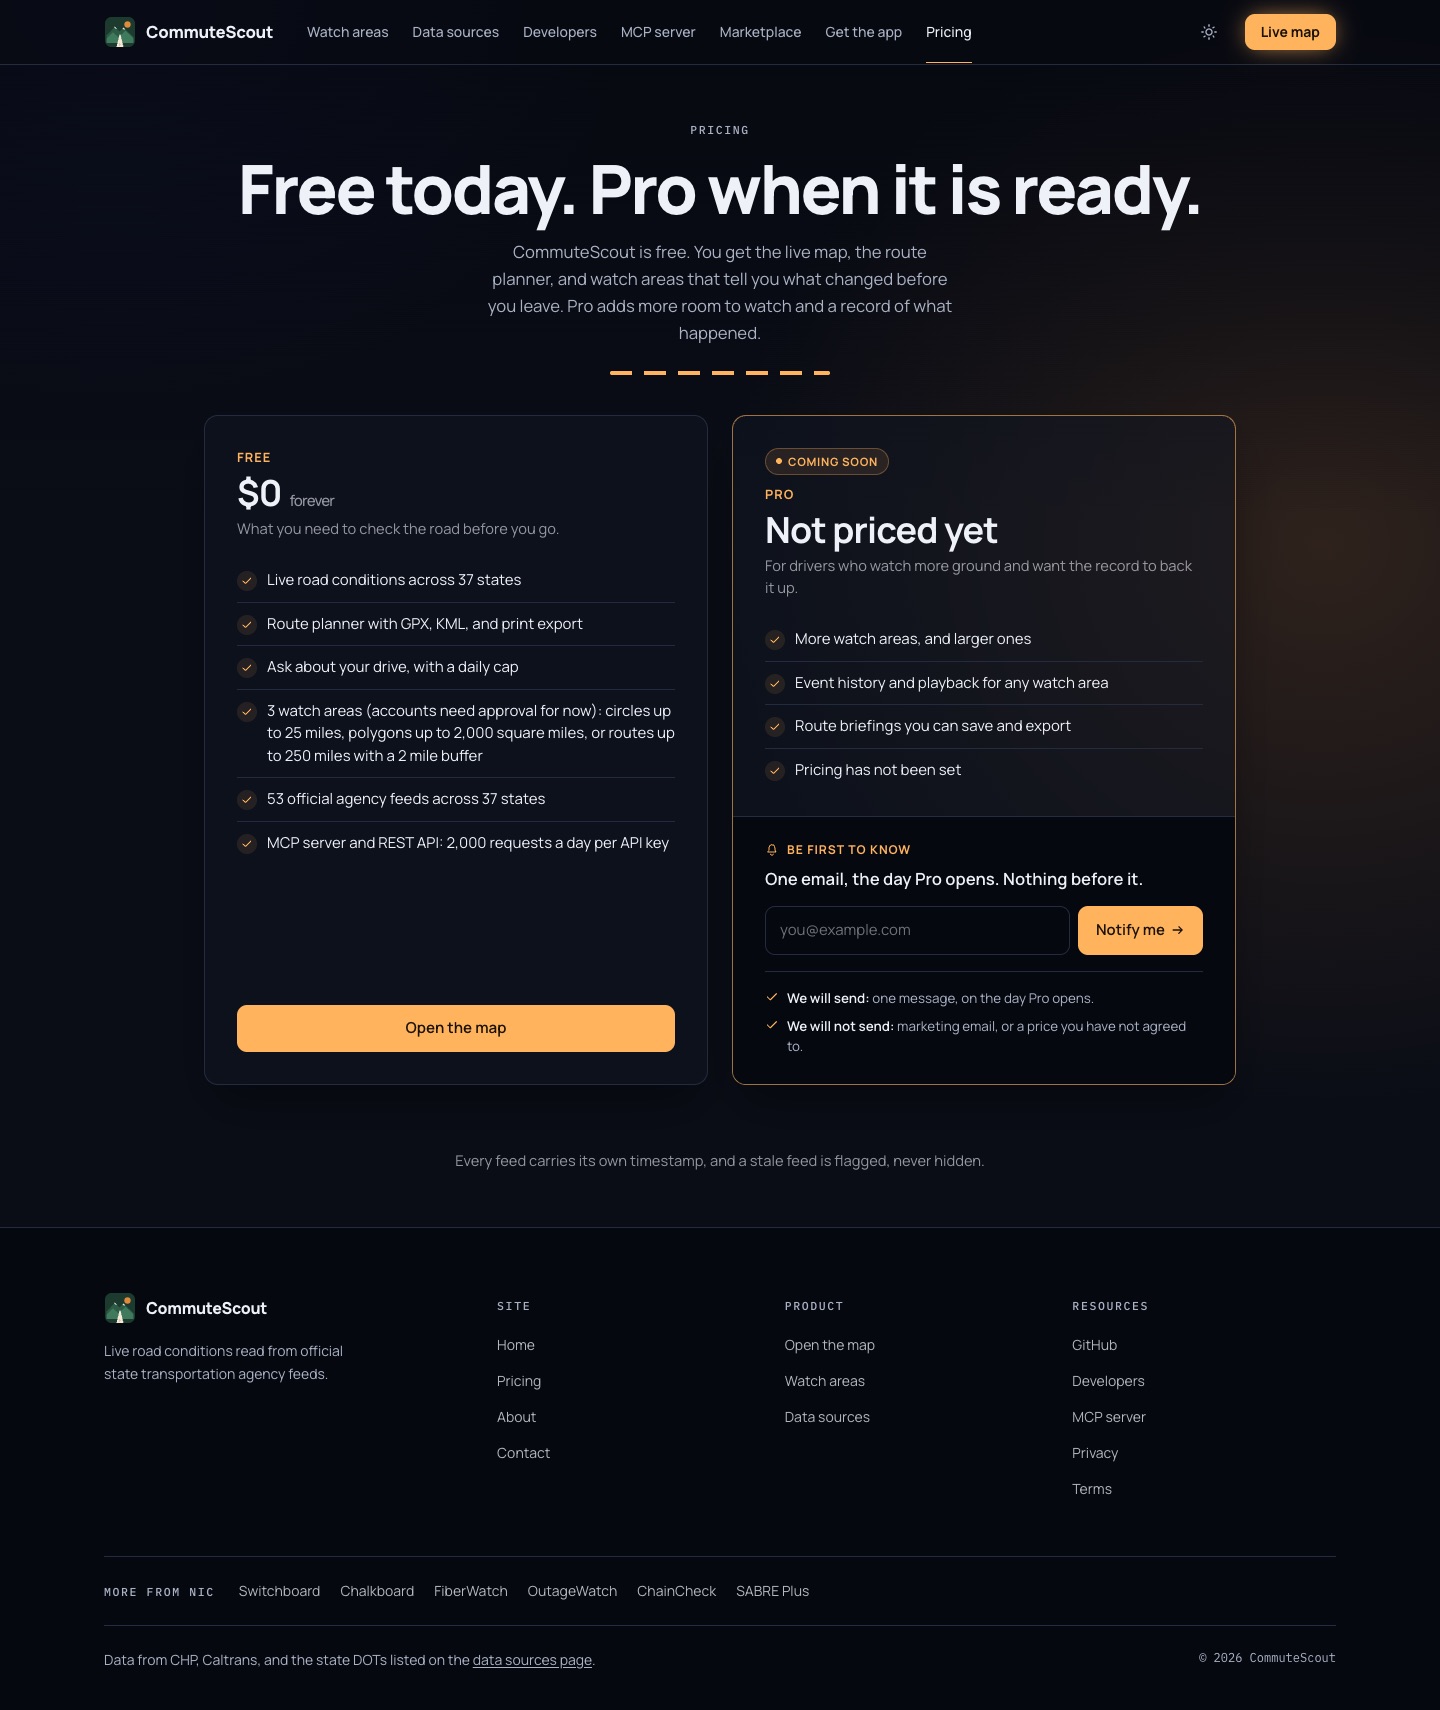 CommuteScout
Watch areas
Data sources
Developers
MCP server
Marketplace
Get the app
Pricing
Live map
PRICING
Free today. Pro when it is ready.
CommuteScout is free. You get the live map, the route
planner, and watch areas that tell you what changed before
you leave. Pro adds more room to watch and a record of what
happened.
FREE
$0 forever
What you need to check the road before you go.
Live road conditions across 37 states
Route planner with GPX, KML, and print export
Ask about your drive, with a daily cap
3 watch areas (accounts need approval for now): circles up
to 25 miles, polygons up to 2,000 square miles, or routes up
to 250 miles with a 2 mile buffer
53 official agency feeds across 37 states
MCP server and REST API: 2,000 requests a day per API key
Open the map
COMING SOON
PRO
Not priced yet
For drivers who watch more ground and want the record to back
it up.
More watch areas, and larger ones
Event history and playback for any watch area
Route briefings you can save and export
Pricing has not been set
BE FIRST TO KNOW
One email, the day Pro opens. Nothing before it.
you@example.com
Notify me →
We will send: one message, on the day Pro opens.
We will not send: marketing email, or a price you have not agreed
to.
Every feed carries its own timestamp, and a stale feed is flagged, never hidden.
CommuteScout
Live road conditions read from official
state transportation agency feeds.
SITE
Home
Pricing
About
Contact
PRODUCT
Open the map
Watch areas
Data sources
RESOURCES
GitHub
Developers
MCP server
Privacy
Terms
MORE FROM NIC
Switchboard
Chalkboard
FiberWatch
OutageWatch
ChainCheck
SABRE Plus
Data from CHP, Caltrans, and the state DOTs listed on the data sources page.
© 2026 CommuteScout